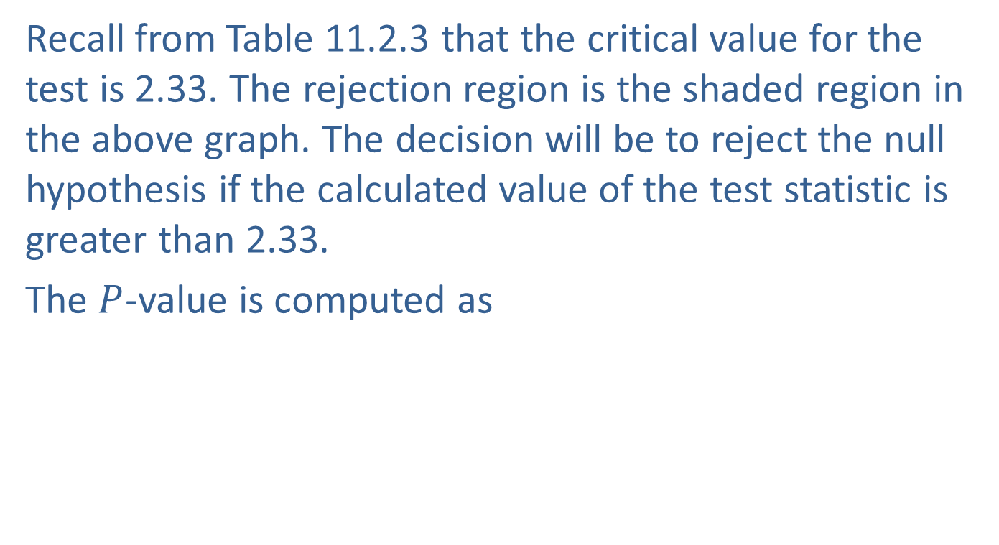 Recall from Table 11.2.3 that the critical value for the
test is 2.33. The rejection region is the shaded region in
the above graph. The decision will be to reject the null
hypothesis if the calculated value of the test statistic is
greater than 2.33.
The P-value is computed as